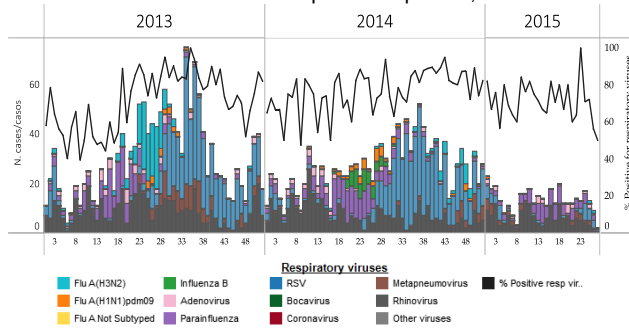 2013 2014 2015
N. cases/casos
60
40
20
0
100
80
60
40
20
0
% Positive for respiratory viruses
3 8 13 18 23 28 33 38 43 48 3 8 13 18 23 28 33 38 43 48 3 8 13 18 23
Respiratory viruses
Flu A(H3N2) Influenza B RSV Metapneumovirus % Positive resp vir..
Flu A(H1N1)pdm09 Adenovirus Bocavirus Rhinovirus
Flu A Not Subtyped Parainfluenza Coronavirus Other viruses